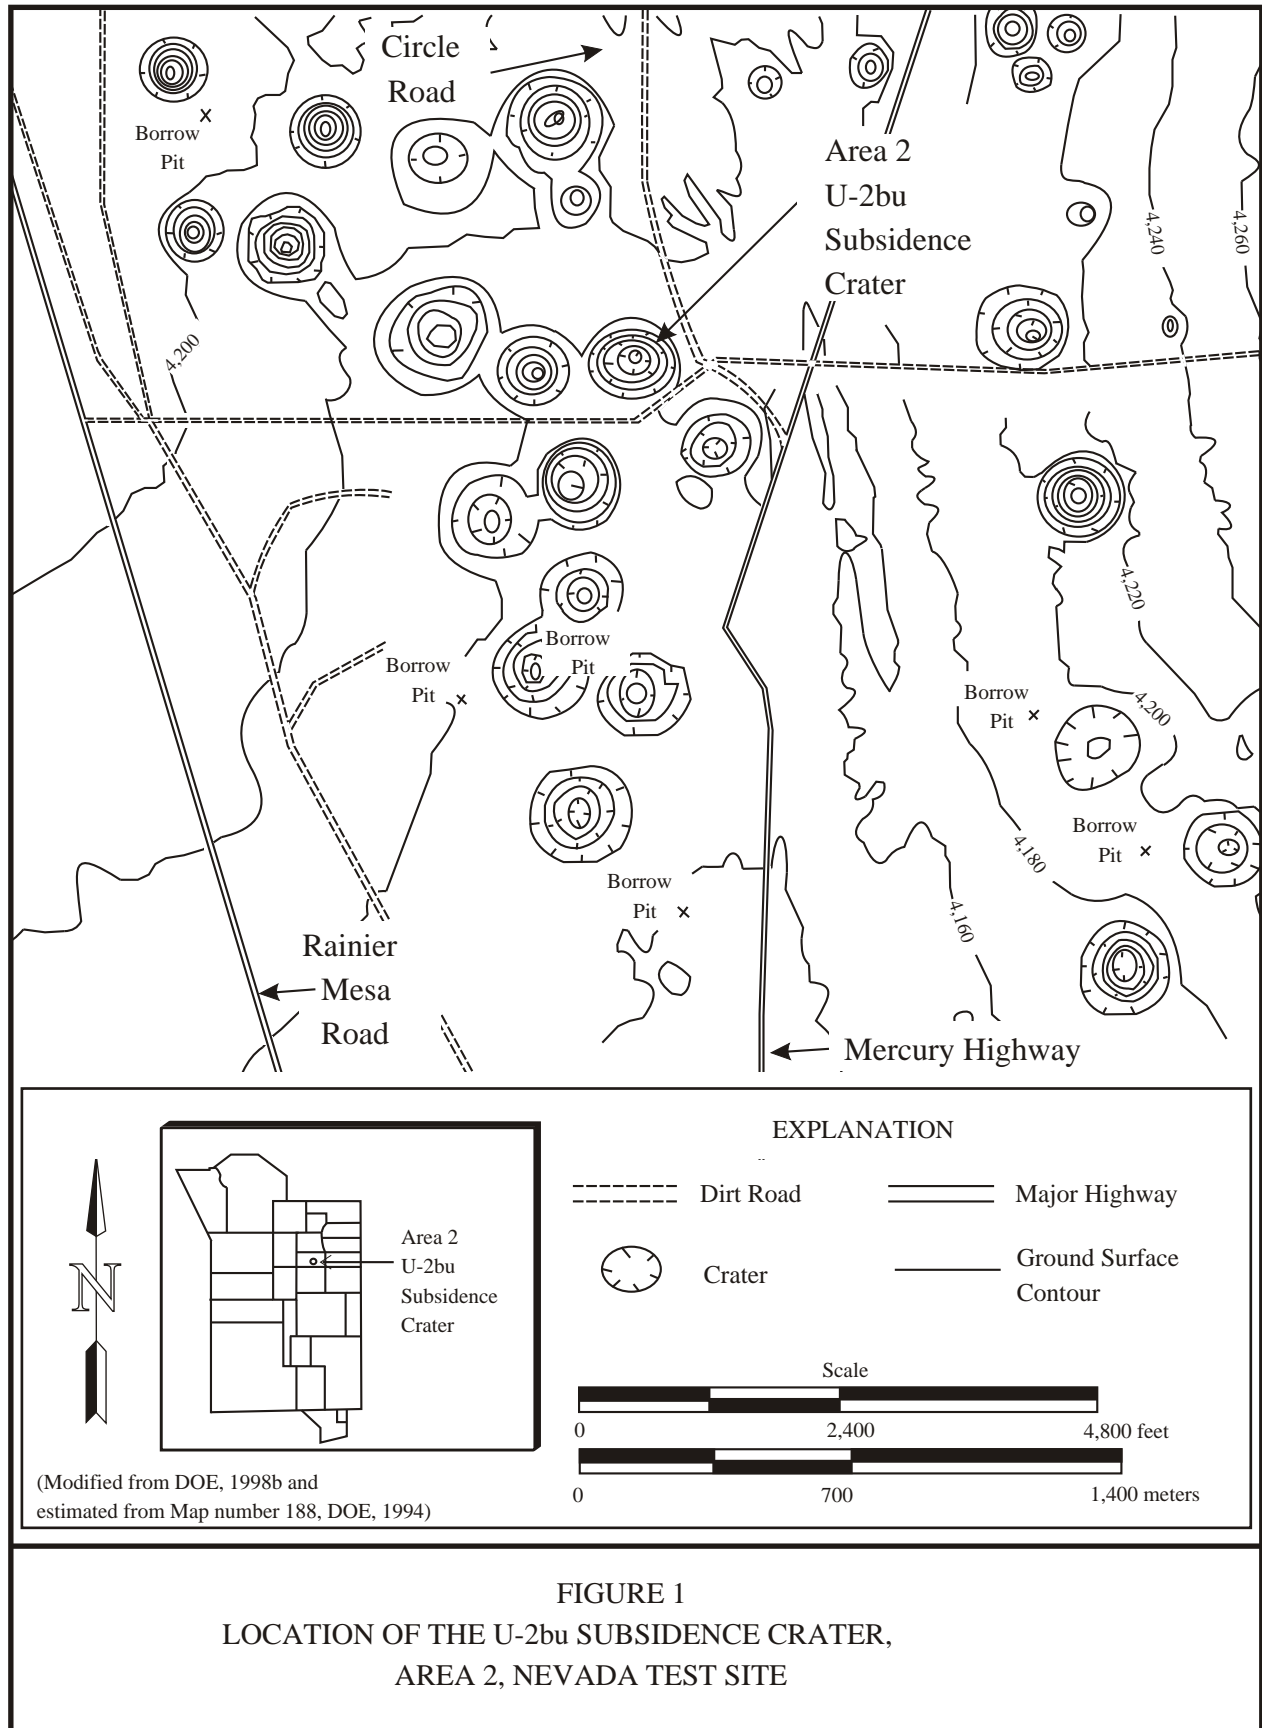 Circle
Road
Borrow
Pit
Area 2
U-2bu
Subsidence
Crater
4,240
4,260
4,200
4,220
Borrow
Pit
Borrow
Pit
Borrow
Pit
4,200
Borrow
Pit
4,180
Borrow
Pit
4,160
Rainier
Mesa
Road
Mercury Highway
EXPLANATION
Dirt Road
Major Highway
Crater
Ground Surface
Contour
N
Area 2
U-2bu
Subsidence
Crater
Scale
0
2,400
4,800 feet
0
700
1,400 meters
(Modified from DOE, 1998b and
estimated from Map number 188, DOE, 1994)
FIGURE 1
LOCATION OF THE U-2bu SUBSIDENCE CRATER,
AREA 2, NEVADA TEST SITE